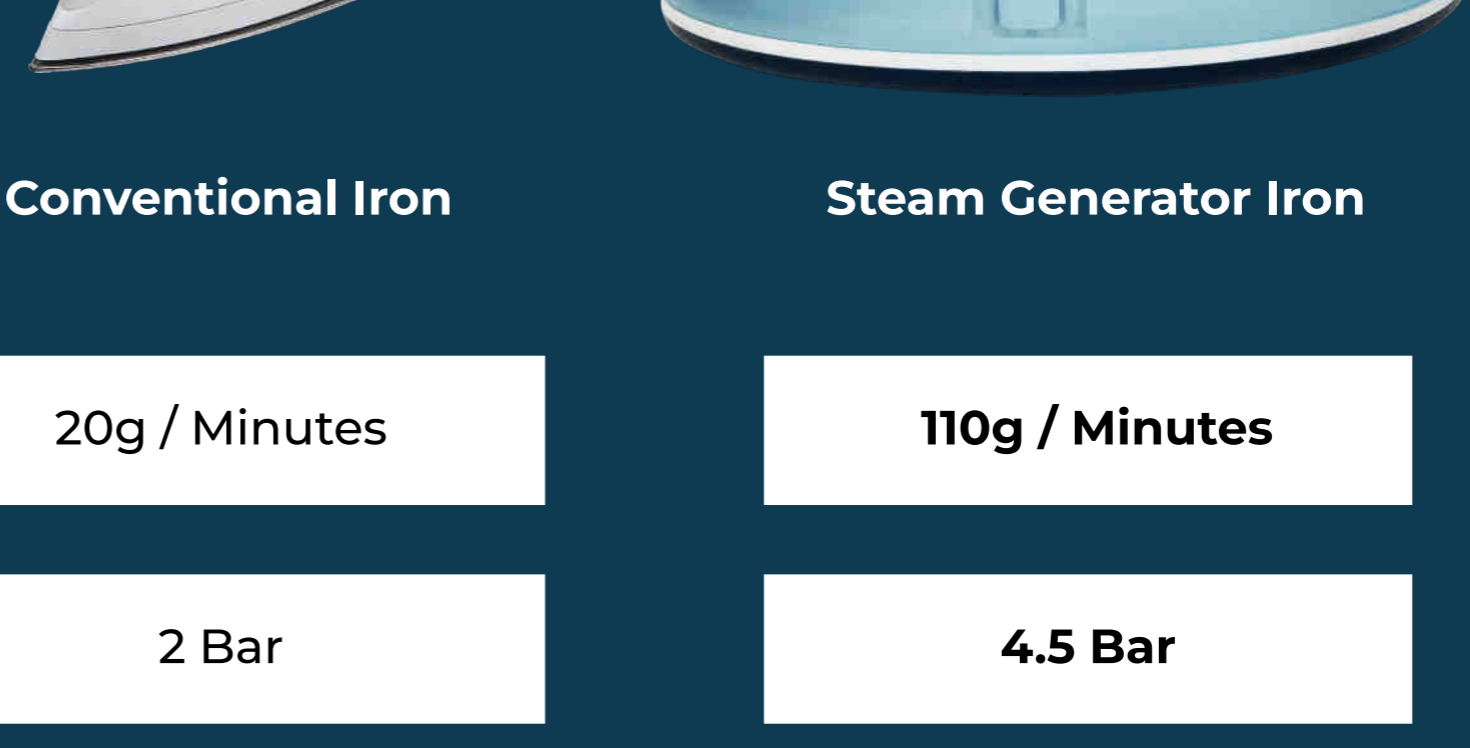 Conventional Iron
Steam Generator Iron
20g / Minutes
110g / Minutes
2 Bar
4.5 Bar